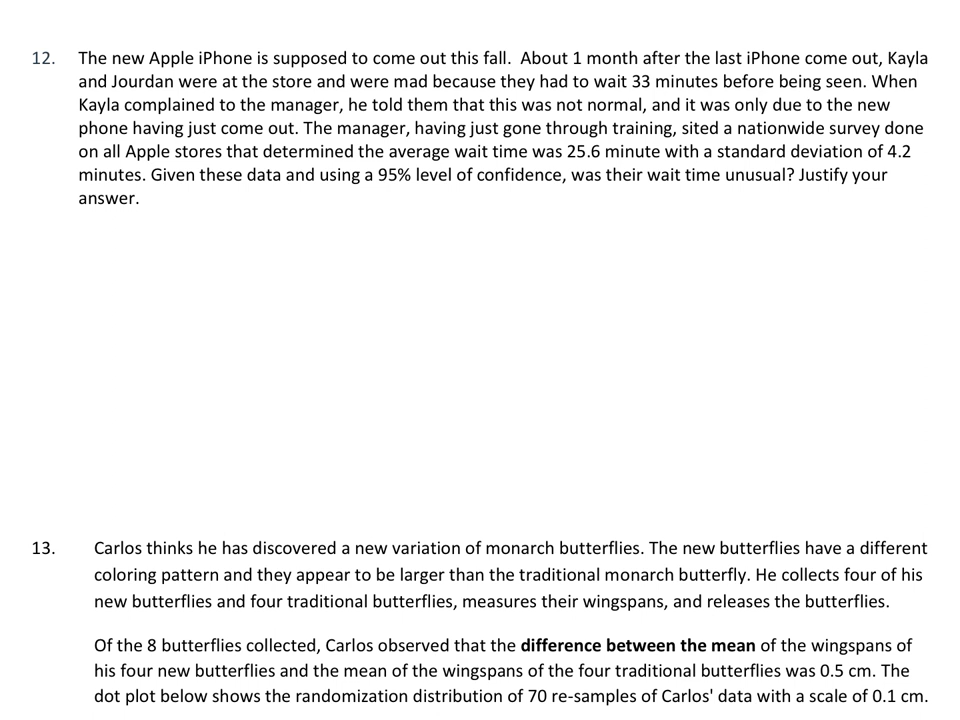 12. The new Apple iPhone is supposed to come out this fall. About 1 month after the last iPhone come out, Kayla
and Jourdan were at the store and were mad because they had to wait 33 minutes before being seen. When
Kayla complained to the manager, he told them that this was not normal, and it was only due to the new
phone having just come out. The manager, having just gone through training, sited a nationwide survey done
on all Apple stores that determined the average wait time was 25.6 minute with a standard deviation of 4.2
minutes. Given these data and using a 95% level of confidence, was their wait time unusual? Justify your
answer.
13. Carlos thinks he has discovered a new variation of monarch butterflies. The new butterflies have a different
coloring pattern and they appear to be larger than the traditional monarch butterfly. He collects four of his
new butterflies and four traditional butterflies, measures their wingspans, and releases the butterflies.
Of the 8 butterflies collected, Carlos observed that the difference between the mean of the wingspans of
his four new butterflies and the mean of the wingspans of the four traditional butterflies was 0.5 cm. The
dot plot below shows the randomization distribution of 70 re-samples of Carlos' data with a scale of 0.1 cm.